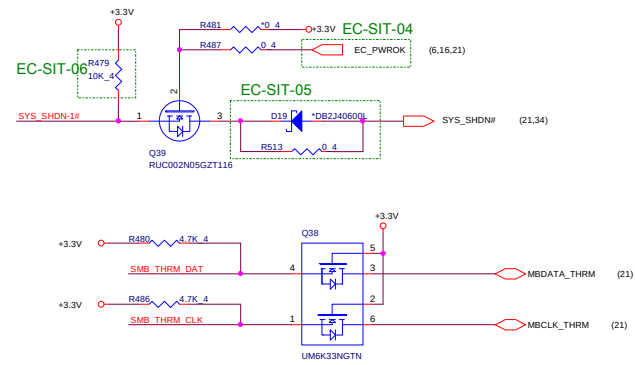 +3.3V
R481 *0_4
+3.3V
EC-SIT-04
R487 0_4
EC_PWROK (6,16,21)
EC-SIT-06
R479
10K_4
2
EC-SIT-05
SYS_SHDN-1#
1
3
D19 *DB2J40600L
SYS_SHDN# (21,34)
Q39
RUC002N05GZT116
R513 0_4
+3.3V
Q38
+3.3V
R480 4.7K_4
5
SMB_THRM_DAT
4
3
MBDATA_THRM (21)
+3.3V
R486 4.7K_4
2
SMB_THRM_CLK
1
6
MBCLK_THRM (21)
UM6K33NGTN